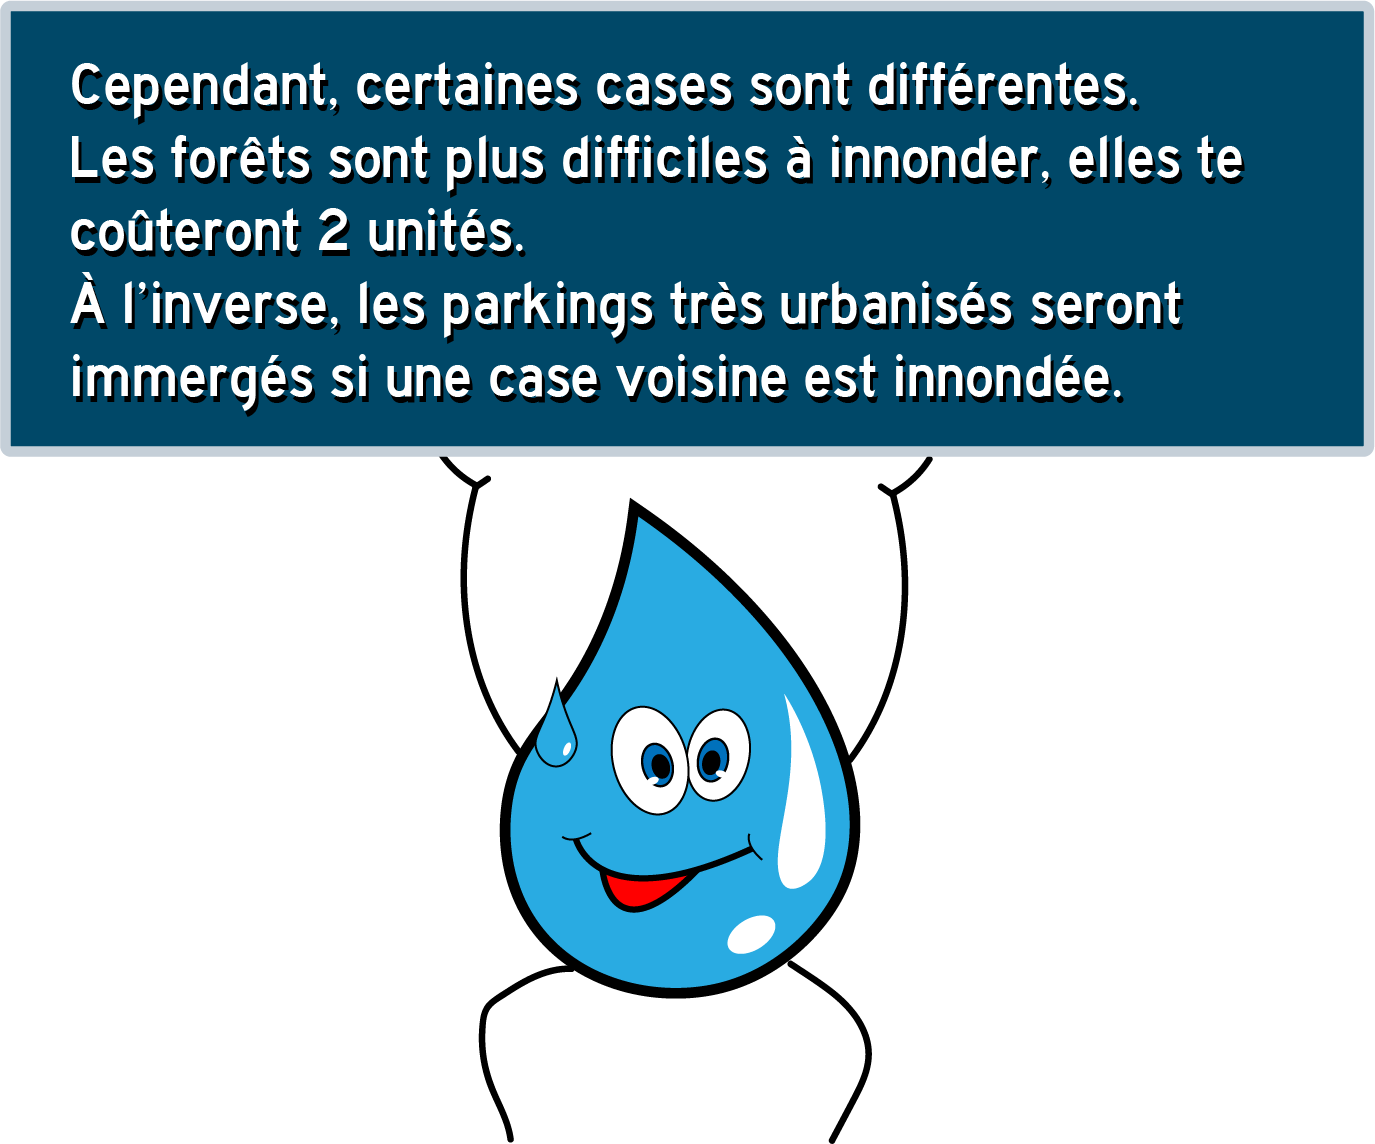 Cependant, certaines cases sont différentes.
Les forêts sont plus difficiles à innonder, elles te
coûteront 2 unités.
À l'inverse, les parkings très urbanisés seront
immergés si une case voisine est innondée.